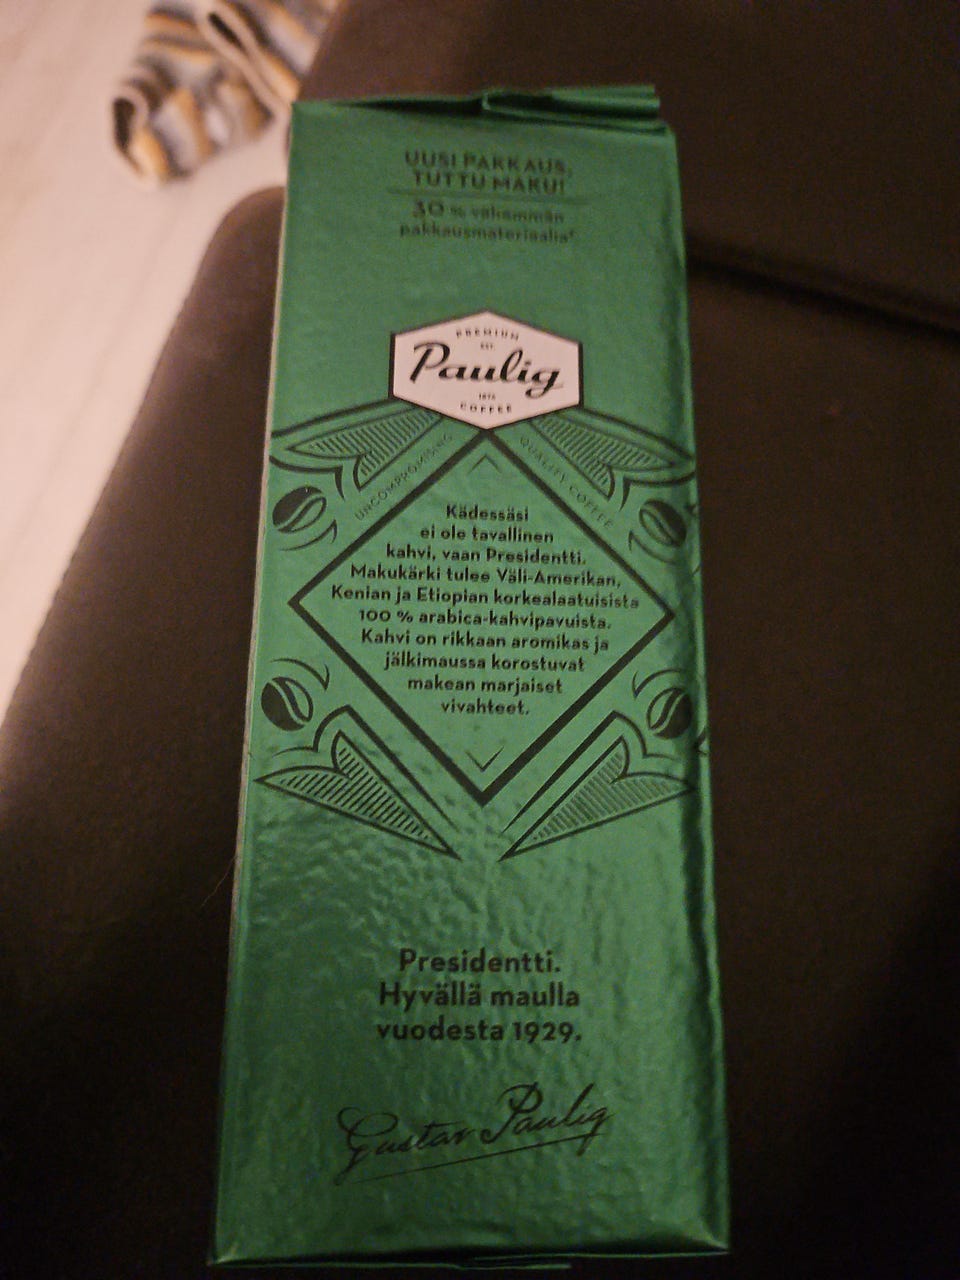 UUSI PAKKAUS,
TUTTU MAKU!
30 % vähemmän
pakkausmateriaalia*
PREMIUM
EST
Paulig
1876
COFFEE
UNCOMPROMISING
QUALITY COFFEE
Kädessäsi
ei ole tavallinen
kahvi, vaan Presidentti.
Makukärki tulee Väli-Amerikan,
Kenian ja Etiopian korkealaatuisista
100 % arabica-kahvipavuista.
Kahvi on rikkaan aromikas ja
jälkimaussa korostuvat
makean marjaiset
vivahteet.
Presidentti.
Hyvällä maulla
vuodesta 1929.
Gustav Paulig